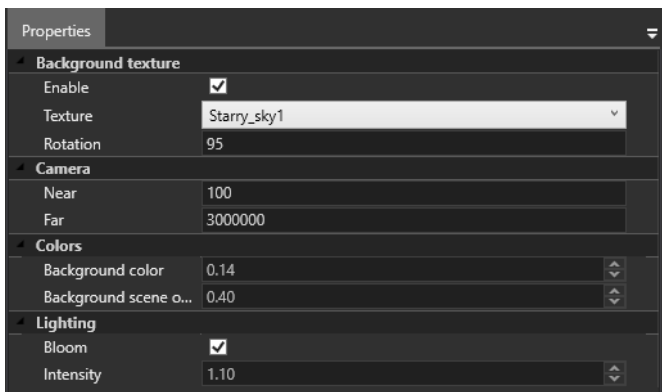 Properties
Background texture
Enable
Texture Starry_sky1
Rotation 95
Camera
Near 100
Far 3000000
Colors
Background color 0.14
Background scene o... 0.40
Lighting
Bloom
Intensity 1.10